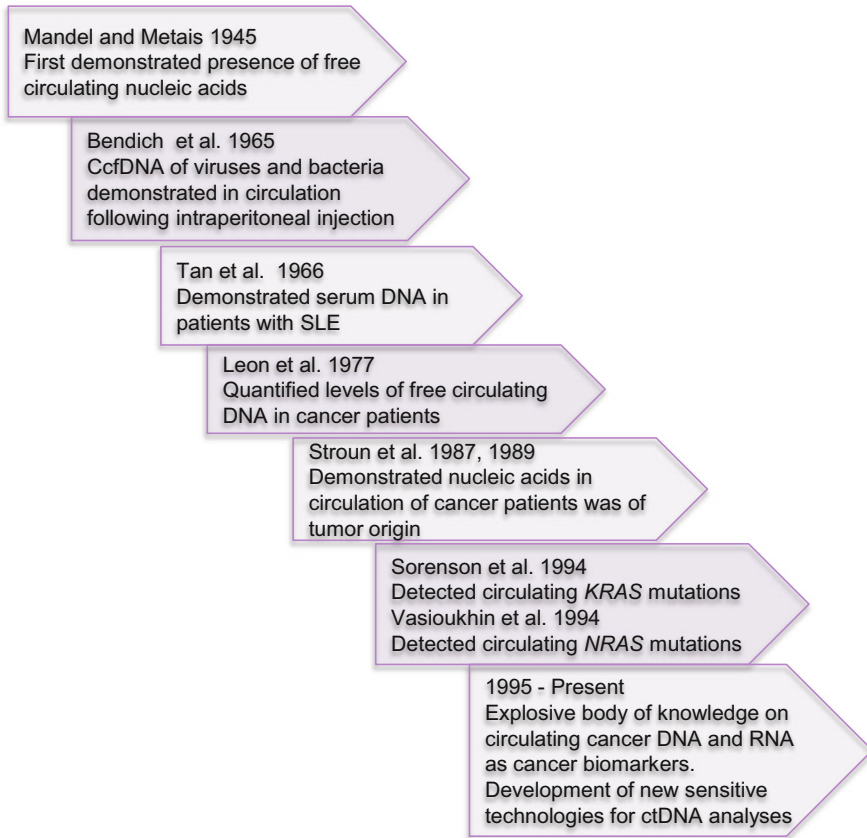 Mandel and Metais 1945
First demonstrated presence of free
circulating nucleic acids
Bendich et al. 1965
CcfDNA of viruses and bacteria
demonstrated in circulation
following intraperitoneal injection
Tan et al. 1966
Demonstrated serum DNA in
patients with SLE
Leon et al. 1977
Quantified levels of free circulating
DNA in cancer patients
Stroun et al. 1987, 1989
Demonstrated nucleic acids in
circulation of cancer patients was of
tumor origin
Sorenson et al. 1994
Detected circulating KRAS mutations
Vasioukhin et al. 1994
Detected circulating NRAS mutations
1995 - Present
Explosive body of knowledge on
circulating cancer DNA and RNA
as cancer biomarkers.
Development of new sensitive
technologies for ctDNA analyses